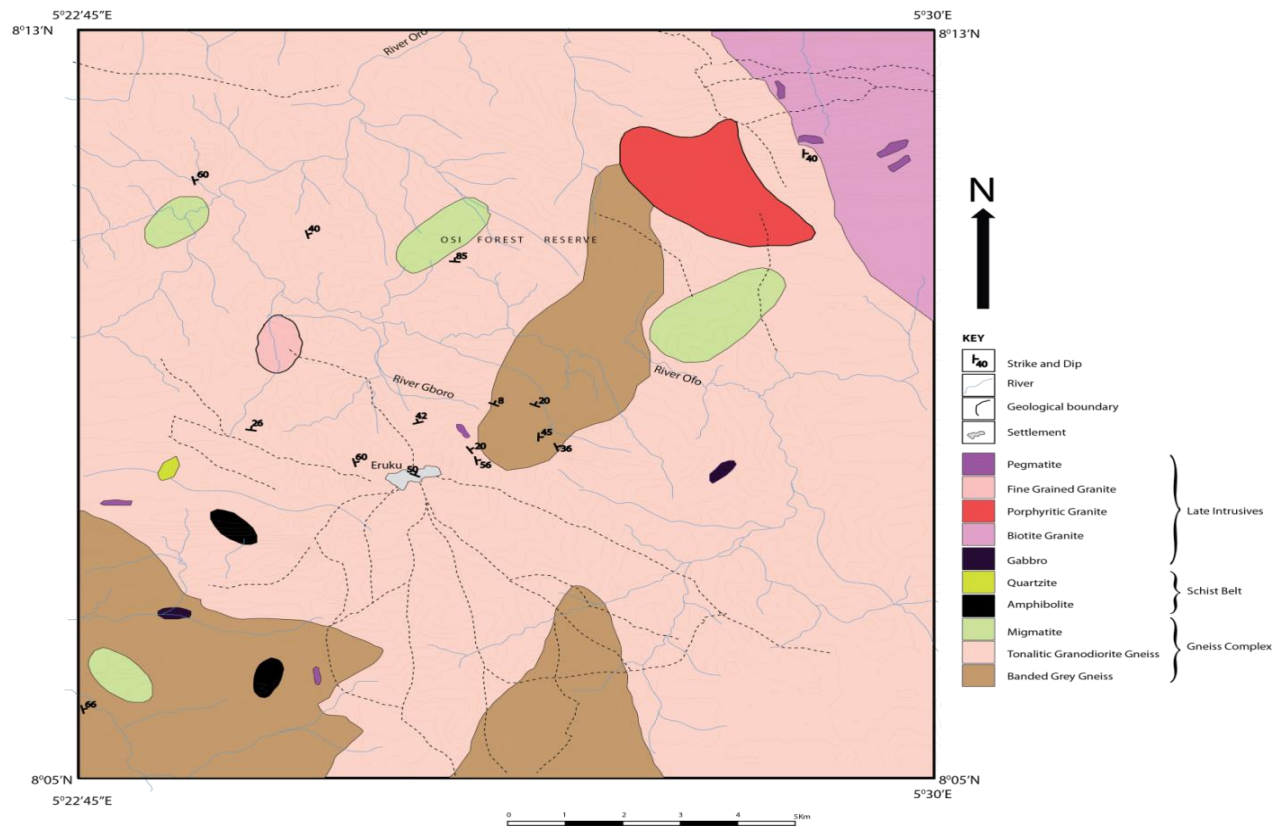 5°22'45"E
5°30'E
8°13'N
8°13'N
River Oro
60
40
40
OSI FOREST RESERVE
85
River Ofo
River Gboro
8
20
42
26
45
20
36
60
Eruku
50
56
66
8°05'N
8°05'N
5°22'45"E
5°30'E
0 1 2 3 4 5Km
N
KEY
40 Strike and Dip
River
Geological boundary
Settlement
Pegmatite
Fine Grained Granite
Porphyritic Granite
Biotite Granite
Gabbro
Late Intrusives
Quartzite
Amphibolite
Schist Belt
Migmatite
Tonalitic Granodiorite Gneiss
Banded Grey Gneiss
Gneiss Complex